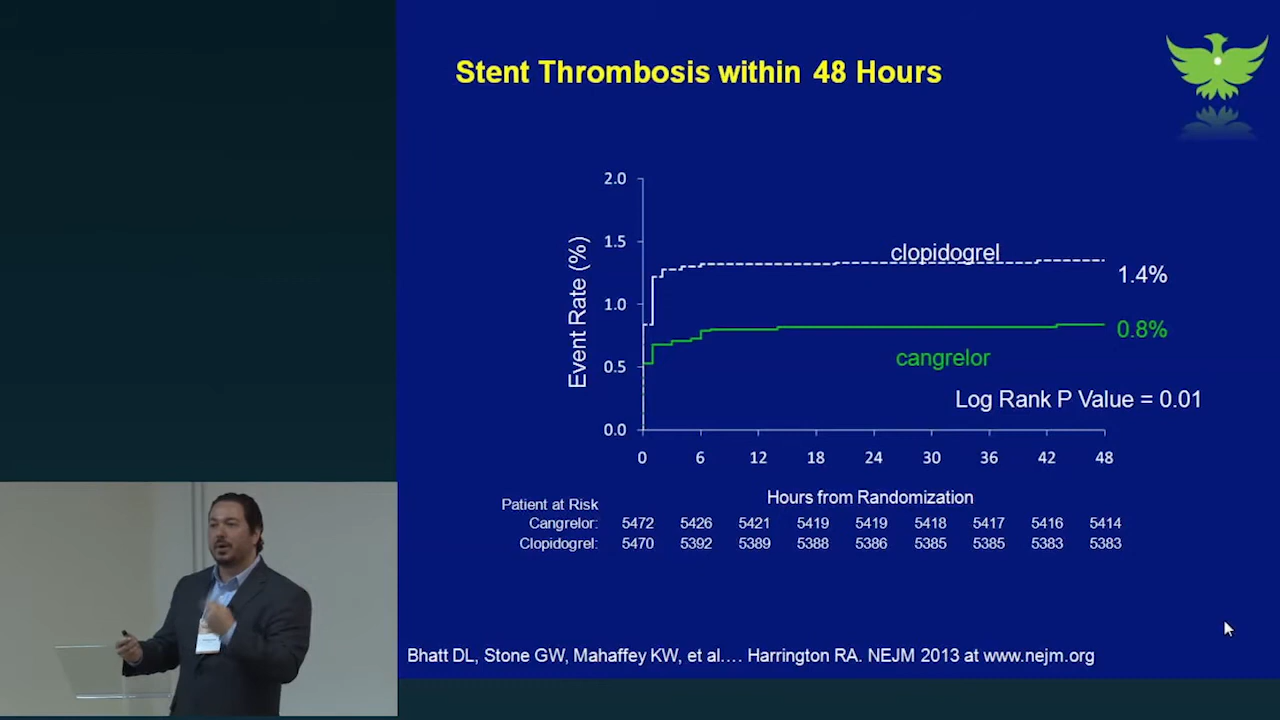 Stent Thrombosis within 48 Hours
2.0
1.5
1.0
0.5
0.0
Event Rate (%)
clopidogrel
1.4%
0.8%
cangrelor
Log Rank P Value = 0.01
0 6 12 18 24 30 36 42 48
Hours from Randomization
Patient at Risk
Cangrelor: 5472 5426 5421 5419 5419 5418 5417 5416 5414
Clopidogrel: 5470 5392 5389 5388 5386 5385 5385 5383 5383
Bhatt DL, Stone GW, Mahaffey KW, et al.... Harrington RA. NEJM 2013 at www.nejm.org